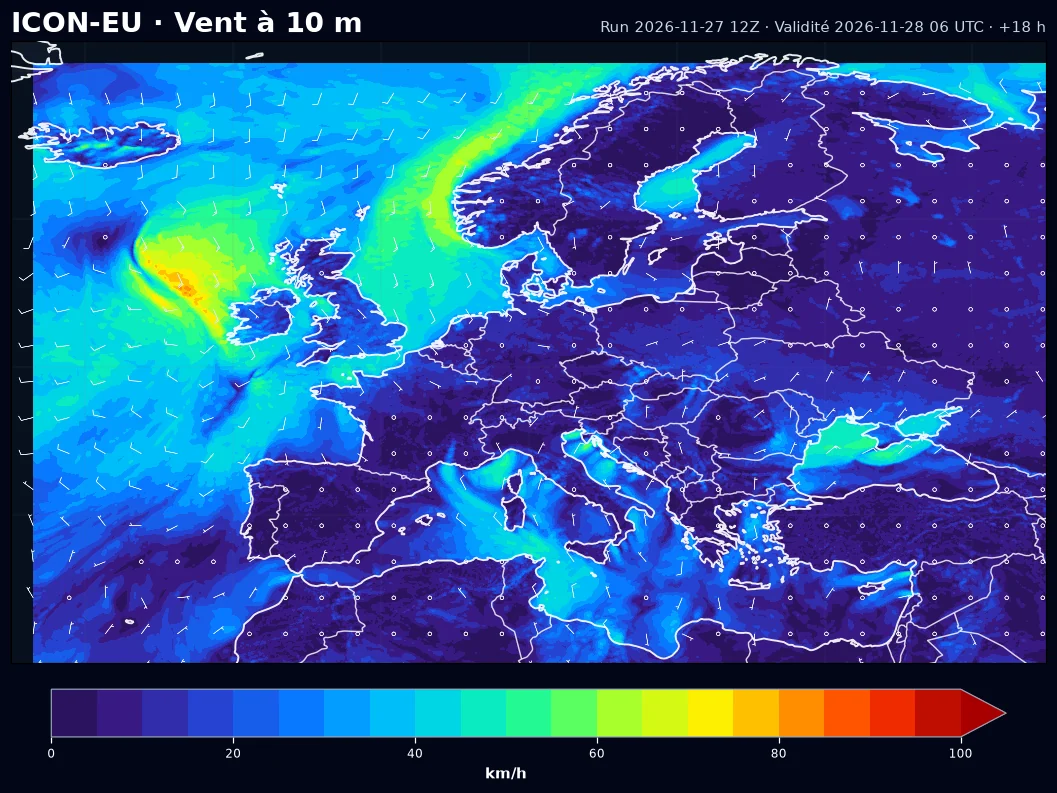 ICON-EU · Vent à 10 m
Run 2026-11-27 12Z · Validité 2026-11-28 06 UTC · +18 h
0 20 40 60 80 100
km/h